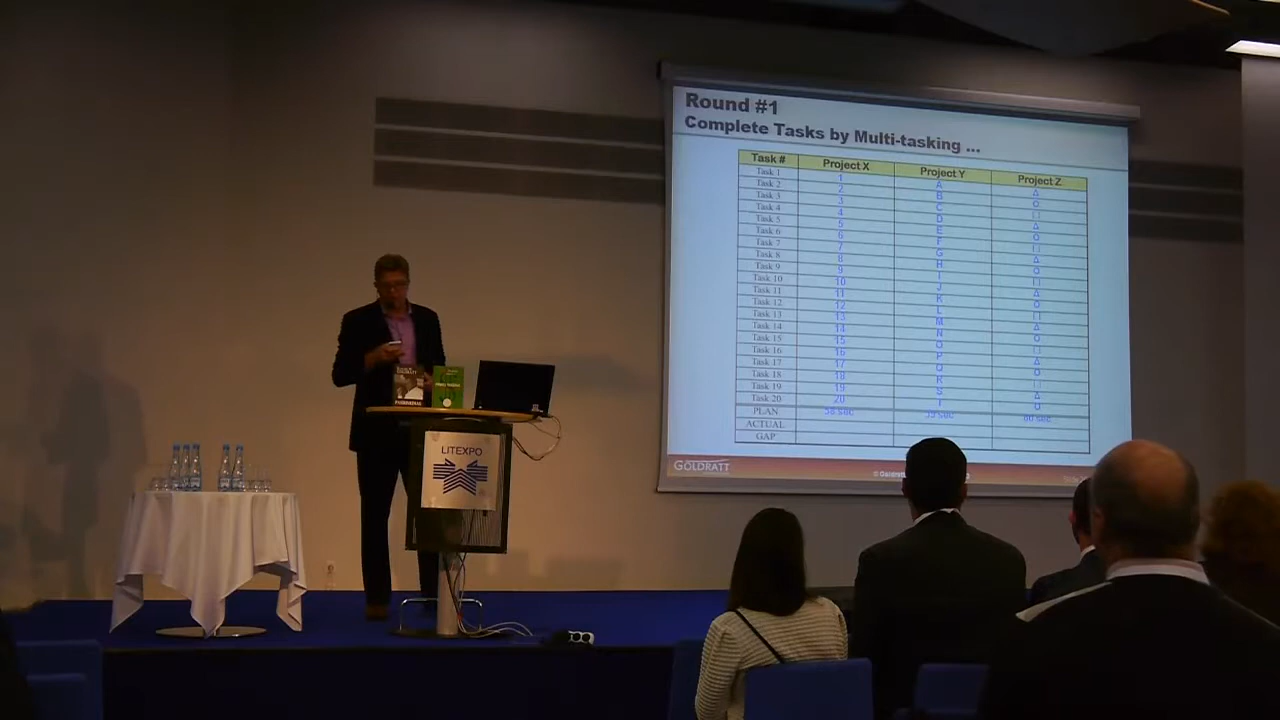 Round #1
Complete Tasks by Multi-tasking ...
Task # Project X Project Y Project Z
Task 1 1 A Δ
Task 2 2 B O
Task 3 3 C □
Task 4 4 D Δ
Task 5 5 E O
Task 6 6 F □
Task 7 7 G Δ
Task 8 8 H O
Task 9 9 I □
Task 10 10 J Δ
Task 11 11 K O
Task 12 12 L □
Task 13 13 M Δ
Task 14 14 N O
Task 15 15 O □
Task 16 16 P Δ
Task 17 17 Q O
Task 18 18 R □
Task 19 19 S Δ
Task 20 20 T O
PLAN sec sec sec
ACTUAL
GAP
GOLDRATT
LITEXPO